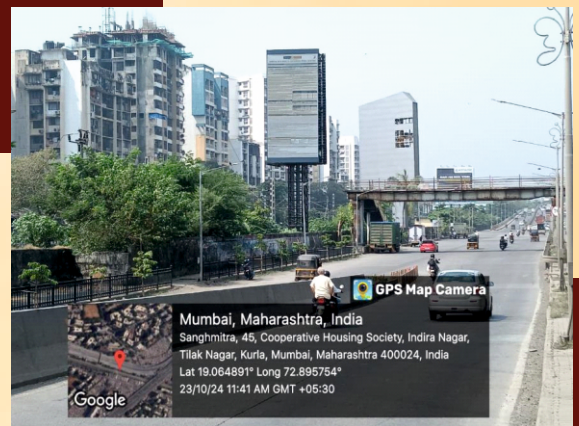 GPS Map Camera
Mumbai, Maharashtra, India
Sanghmitra, 45, Cooperative Housing Society, Indira Nagar,
Tilak Nagar, Kurla, Mumbai, Maharashtra 400024, India
Lat 19.064891° Long 72.895754°
23/10/24 11:41 AM GMT +05:30
Google